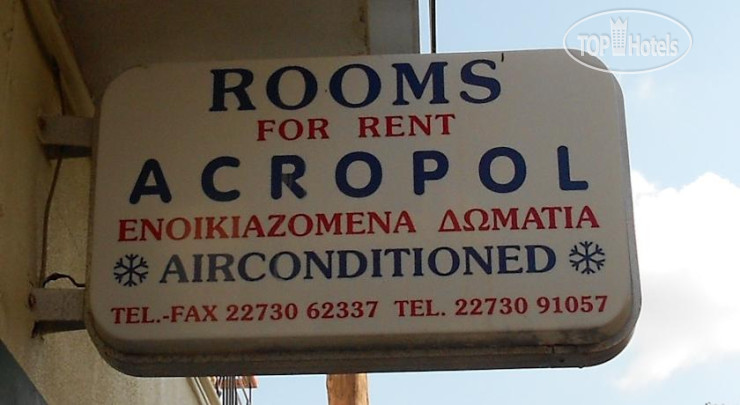 TOP Hotels
ROOMS
FOR RENT
ACROPOL
ΕΝΟΙΚΙΑΖΟΜΕΝΑ ΔΩΜΑΤΙΑ
AIRCONDITIONED
TEL.-FAX 22730 62337 TEL. 22730 91057